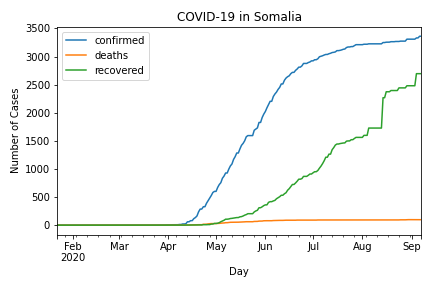 COVID-19 in Somalia
confirmed
deaths
recovered
Number of Cases
3500
3000
2500
2000
1500
1000
500
0
Feb Mar Apr May Jun Jul Aug Sep
2020
Day